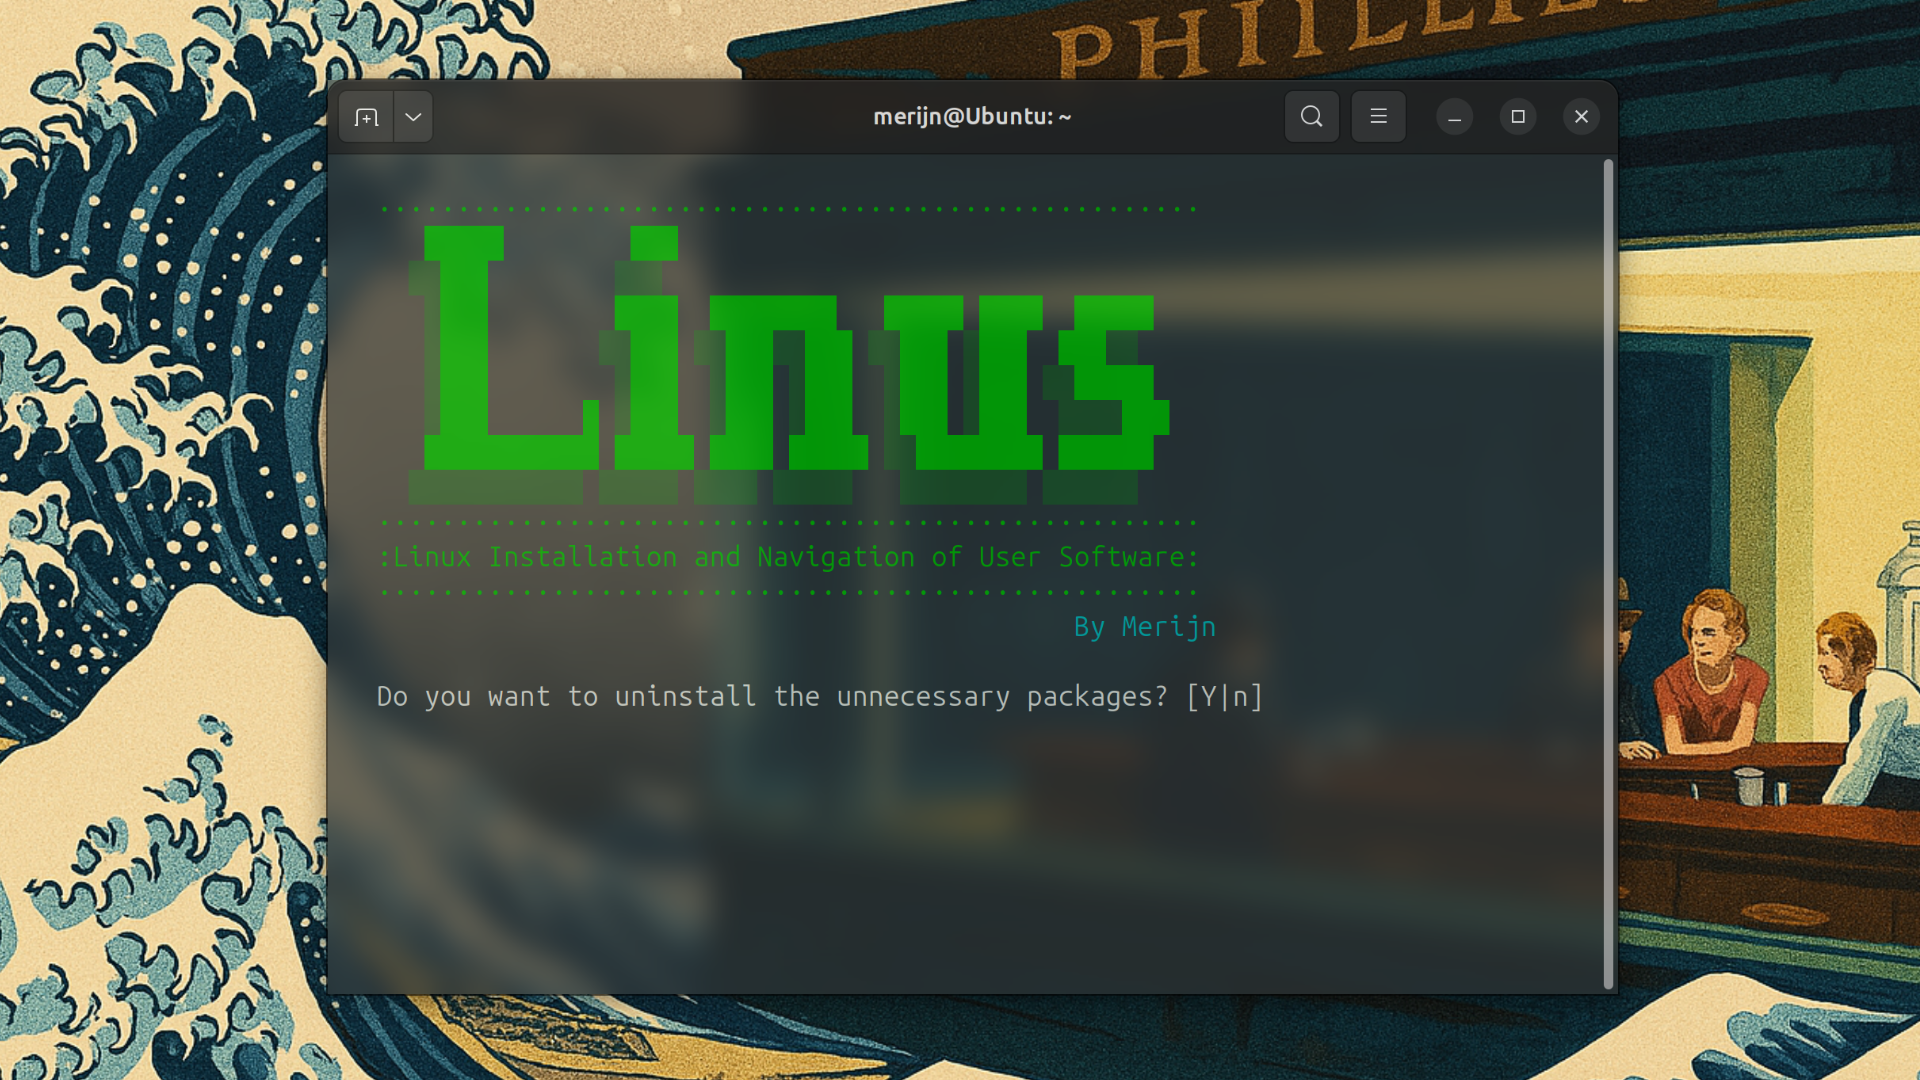 PHILLIES
merijn@Ubuntu: ~
Linus
:Linux Installation and Navigation of User Software:
By Merijn
Do you want to uninstall the unnecessary packages? [Y|n]